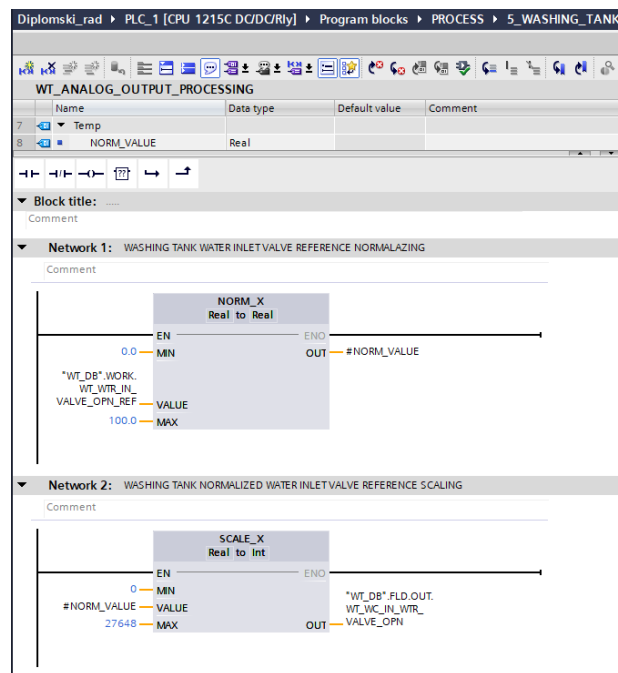 Diplomski_rad ▸ PLC_1 [CPU 1215C DC/DC/Rly] ▸ Program blocks ▸ PROCESS ▸ 5_WASHING_TANK
WT_ANALOG_OUTPUT_PROCESSING
Name Data type Default value Comment
7 Temp
8 NORM_VALUE Real
??
Block title: .....
Comment
Network 1: WASHING TANK WATER INLET VALVE REFERENCE NORMALAZING
Comment
NORM_X
Real to Real
EN ENO
0.0 MIN OUT #NORM_VALUE
"WT_DB".WORK.
WT_WTR_IN_
VALVE_OPN_REF VALUE
100.0 MAX
Network 2: WASHING TANK NORMALIZED WATER INLET VALVE REFERENCE SCALING
Comment
SCALE_X
Real to Int
EN ENO
0 MIN
#NORM_VALUE VALUE
27648 MAX OUT
"WT_DB".FLD.OUT.
WT_WC_IN_WTR_
VALVE_OPN